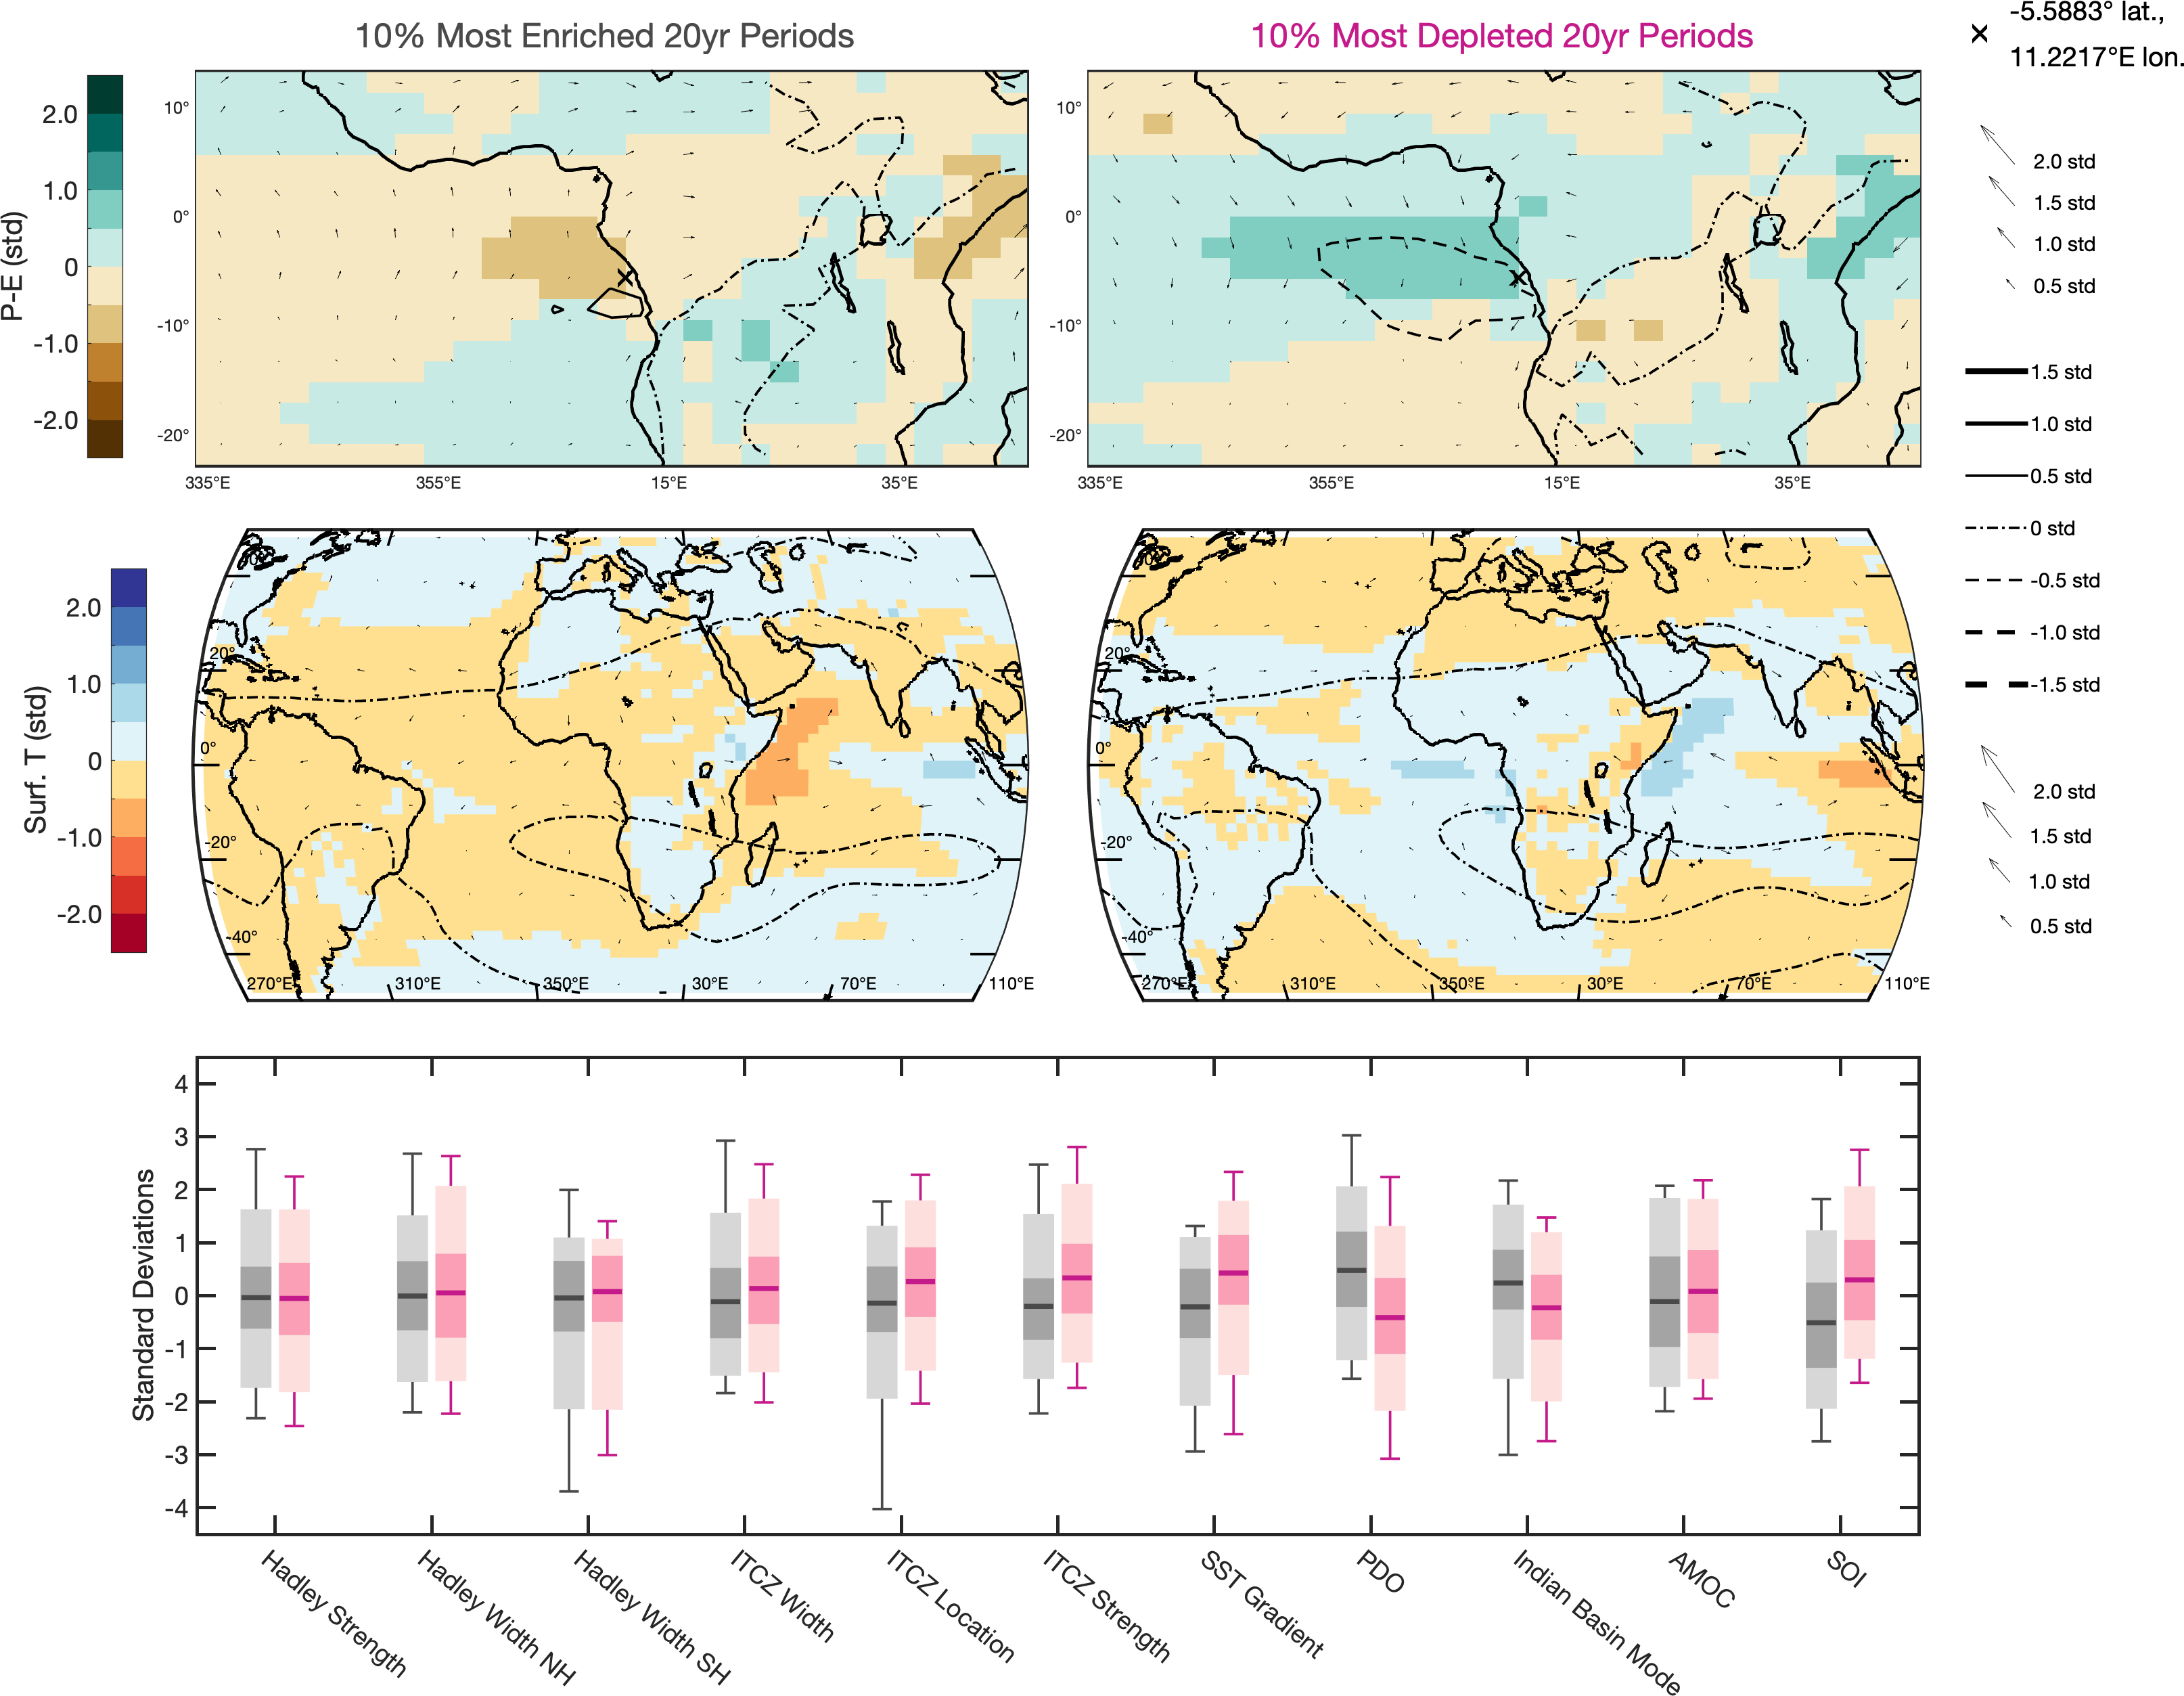 10% Most Enriched 20yr Periods
10% Most Depleted 20yr Periods
-5.5883° lat.,
11.2217°E lon.
P-E (std)
2.0
1.0
0
-1.0
-2.0
10°
0°
-10°
-20°
335°E
355°E
15°E
35°E
10°
0°
-10°
-20°
335°E
355°E
15°E
35°E
2.0 std
1.5 std
1.0 std
0.5 std
1.5 std
1.0 std
0.5 std
0 std
-0.5 std
-1.0 std
-1.5 std
Surf. T (std)
2.0
1.0
0
-1.0
-2.0
20°
0°
-20°
-40°
270°E
310°E
350°E
30°E
70°E
110°E
20°
0°
-20°
-40°
270°E
310°E
350°E
30°E
70°E
110°E
2.0 std
1.5 std
1.0 std
0.5 std
Standard Deviations
4
3
2
1
0
-1
-2
-3
-4
Hadley Strength
Hadley Width NH
Hadley Width SH
ITCZ Width
ITCZ Location
ITCZ Strength
SST Gradient
PDO
Indian Basin Mode
AMOC
SOI